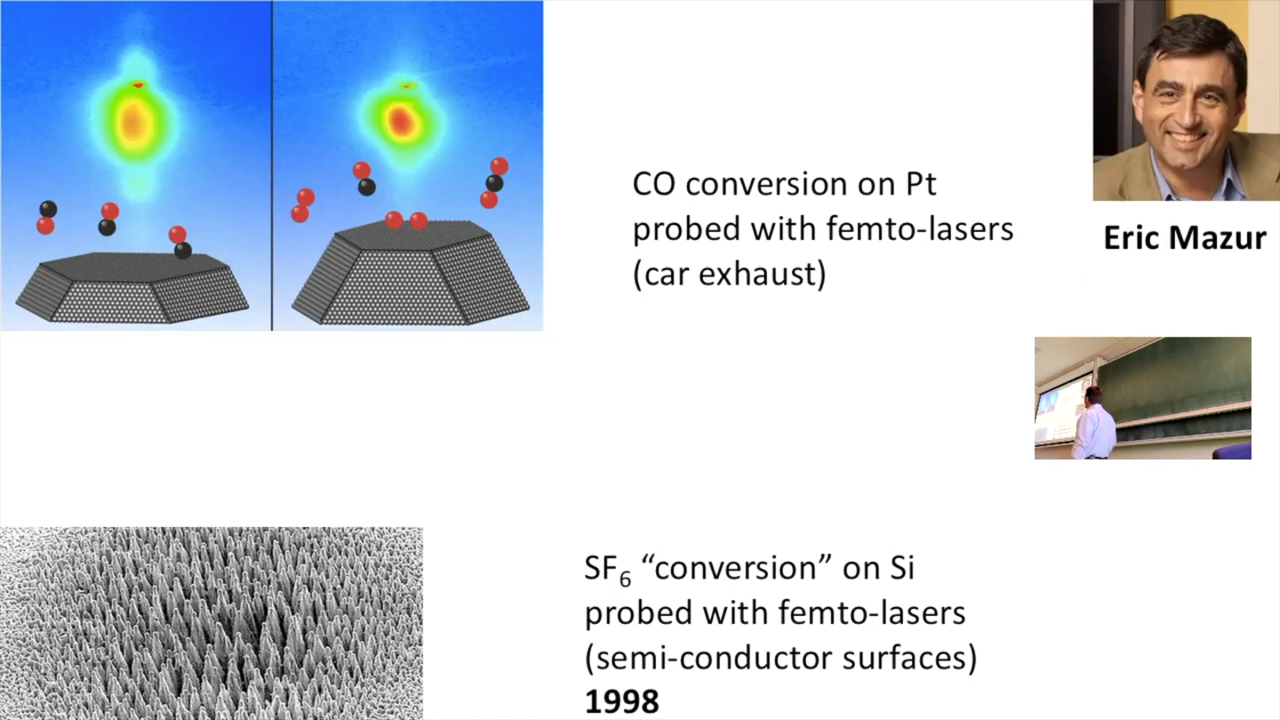 CO conversion on Pt
probed with femto-lasers
(car exhaust)
Eric Mazur
SF₆ “conversion” on Si
probed with femto-lasers
(semi-conductor surfaces)
1998